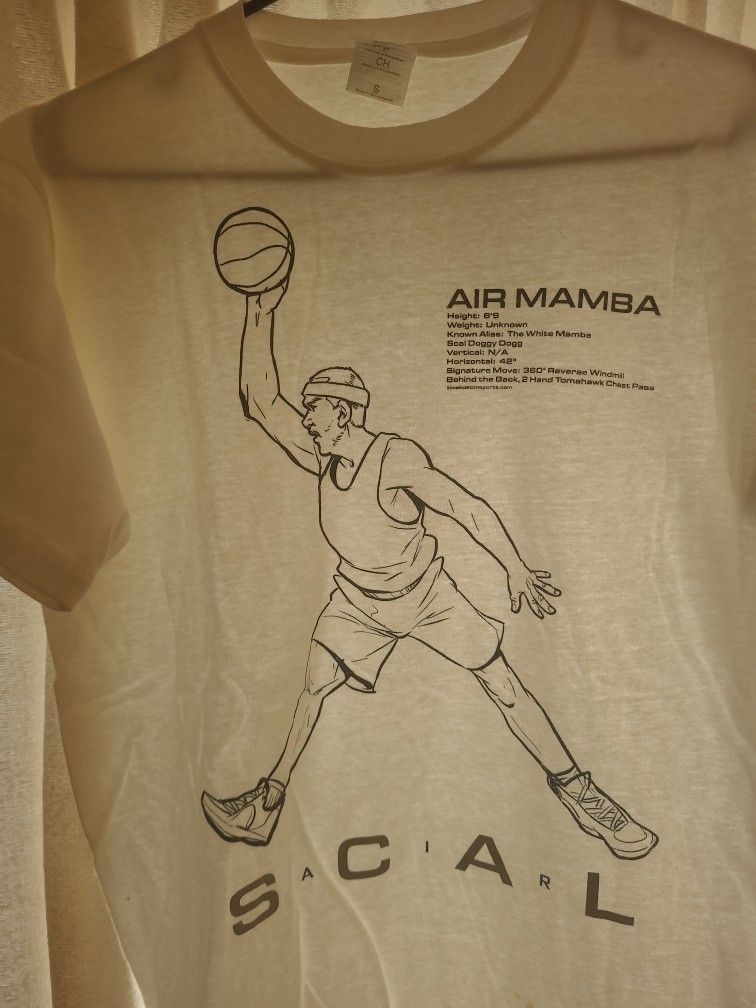 CH
S
AIR MAMBA
Height: 6'9
Weight: Unknown
Known Alias: The White Mamba
Scal Doggy Dogg
Vertical: N/A
Horizontal: 42"
Signature Move: 360° Reverse Windmil
Behind the Back, 2 Hand Tomahawk Chest Pass
S A C I A R L